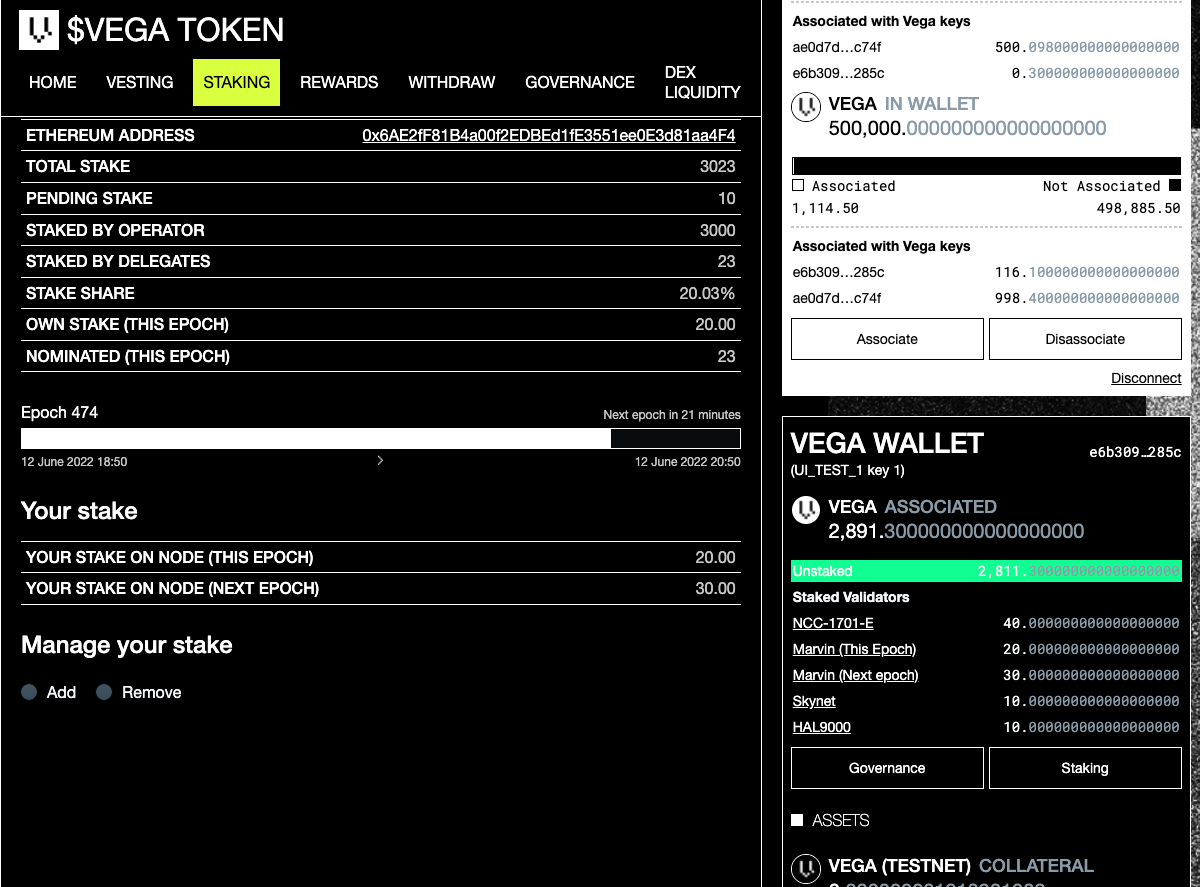 $VEGA TOKEN
HOME VESTING STAKING REWARDS WITHDRAW GOVERNANCE DEX LIQUIDITY
ETHEREUM ADDRESS 0x6AE2fF81B4a00f2EDBEd1fE3551ee0E3d81aa4F4
TOTAL STAKE 3023
PENDING STAKE 10
STAKED BY OPERATOR 3000
STAKED BY DELEGATES 23
STAKE SHARE 20.03%
OWN STAKE (THIS EPOCH) 20.00
NOMINATED (THIS EPOCH) 23
Epoch 474 Next epoch in 21 minutes
12 June 2022 18:50 12 June 2022 20:50
Your stake
YOUR STAKE ON NODE (THIS EPOCH) 20.00
YOUR STAKE ON NODE (NEXT EPOCH) 30.00
Manage your stake
Add Remove
Associated with Vega keys
ae0d7d…c74f 500.098000000000000000
e6b309…285c 0.300000000000000000
VEGA IN WALLET
500,000.000000000000000000
Associated Not Associated
1,114.50 498,885.50
Associated with Vega keys
e6b309…285c 116.100000000000000000
ae0d7d…c74f 998.400000000000000000
Associate Disassociate
Disconnect
VEGA WALLET e6b309…285c
(UI_TEST_1 key 1)
VEGA ASSOCIATED
2,891.300000000000000000
Unstaked 2,811.300000000000000000
Staked Validators
NCC-1701-E 40.000000000000000000
Marvin (This Epoch) 20.000000000000000000
Marvin (Next epoch) 30.000000000000000000
Skynet 10.000000000000000000
HAL9000 10.000000000000000000
Governance Staking
ASSETS
VEGA (TESTNET) COLLATERAL